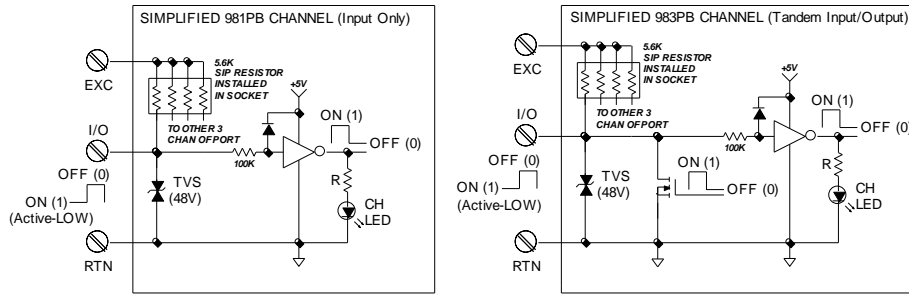 SIMPLIFIED 981PB CHANNEL (Input Only)
EXC
5.6K
SIP RESISTOR
INSTALLED
IN SOCKET
+5V
ON (1)
OFF (0)
TO OTHER 3
CHAN OF PORT
I/O
100K
OFF (0)
ON (1)
(Active-LOW)
TVS
(48V)
R
CH
LED
RTN
SIMPLIFIED 983PB CHANNEL (Tandem Input/Output)
EXC
5.6K
SIP RESISTOR
INSTALLED
IN SOCKET
+5V
ON (1)
OFF (0)
TO OTHER 3
CHAN OF PORT
I/O
100K
OFF (0)
ON (1)
(Active-LOW)
TVS
(48V)
ON (1)
OFF (0)
R
CH
LED
RTN